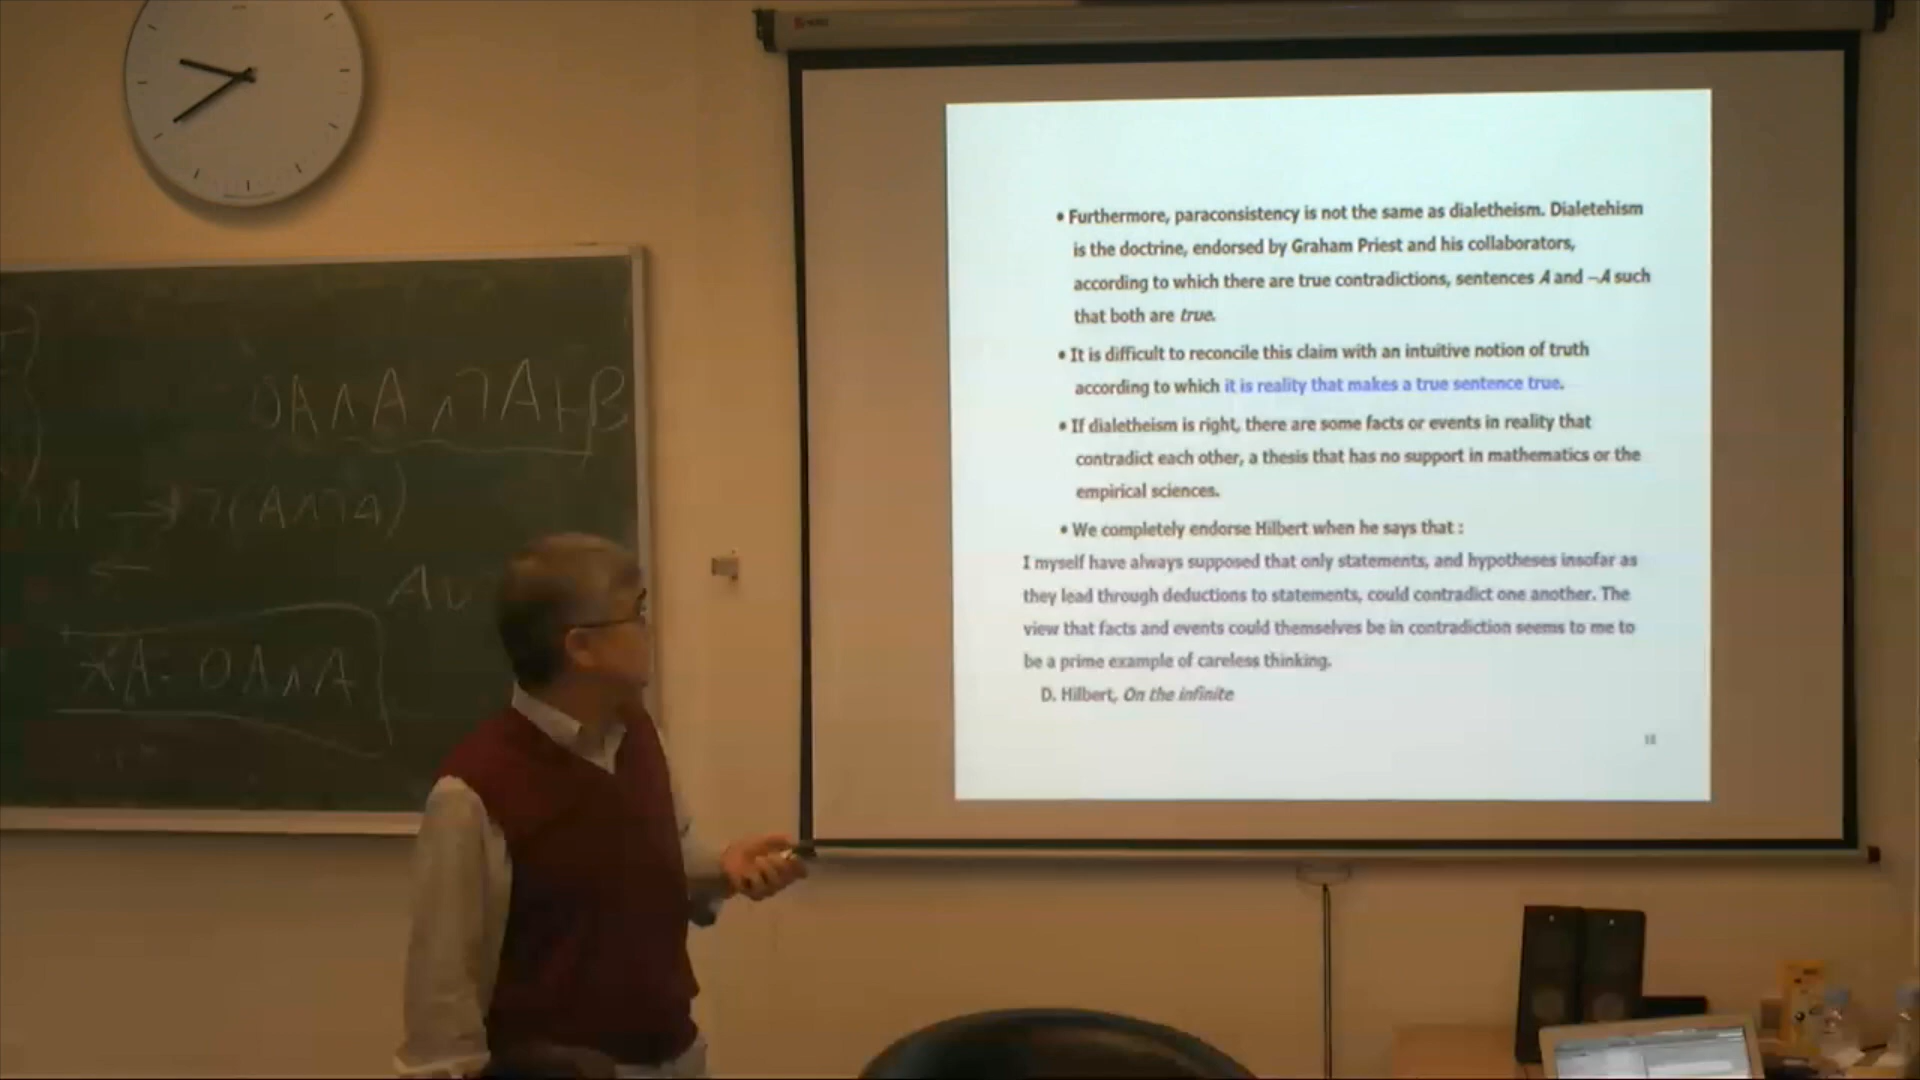 ∘A∧A∧¬A⊢B
→¬(A∧¬A)
←
*A= ∘A∧A
• Furthermore, paraconsistency is not the same as dialetheism. Dialetehism
is the doctrine, endorsed by Graham Priest and his collaborators,
according to which there are true contradictions, sentences A and ¬A such
that both are true.
• It is difficult to reconcile this claim with an intuitive notion of truth
according to which it is reality that makes a true sentence true.
• If dialetheism is right, there are some facts or events in reality that
contradict each other, a thesis that has no support in mathematics or the
empirical sciences.
• We completely endorse Hilbert when he says that :
I myself have always supposed that only statements, and hypotheses insofar as
they lead through deductions to statements, could contradict one another. The
view that facts and events could themselves be in contradiction seems to me to
be a prime example of careless thinking.
D. Hilbert, On the infinite